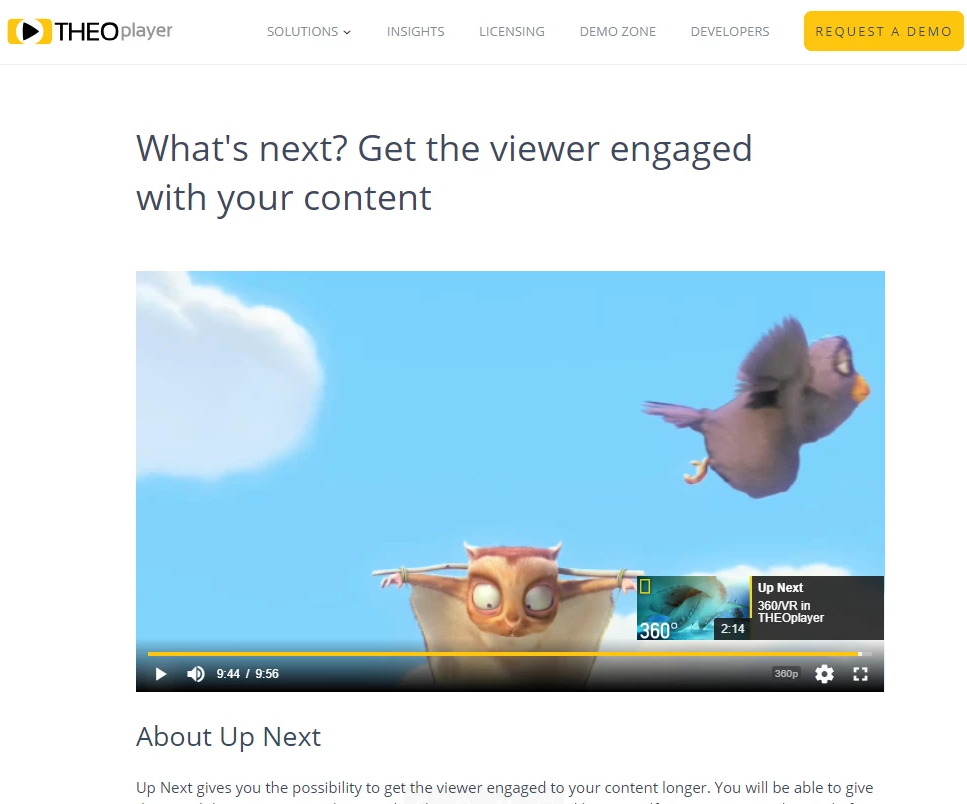 THEOplayer
SOLUTIONS
INSIGHTS
LICENSING
DEMO ZONE
DEVELOPERS
REQUEST A DEMO
What's next? Get the viewer engaged
with your content
360°
2:14
Up Next
360/VR in
THEOplayer
9:44 / 9:56
360p
About Up Next
Up Next gives you the possibility to get the viewer engaged to your content longer. You will be able to give